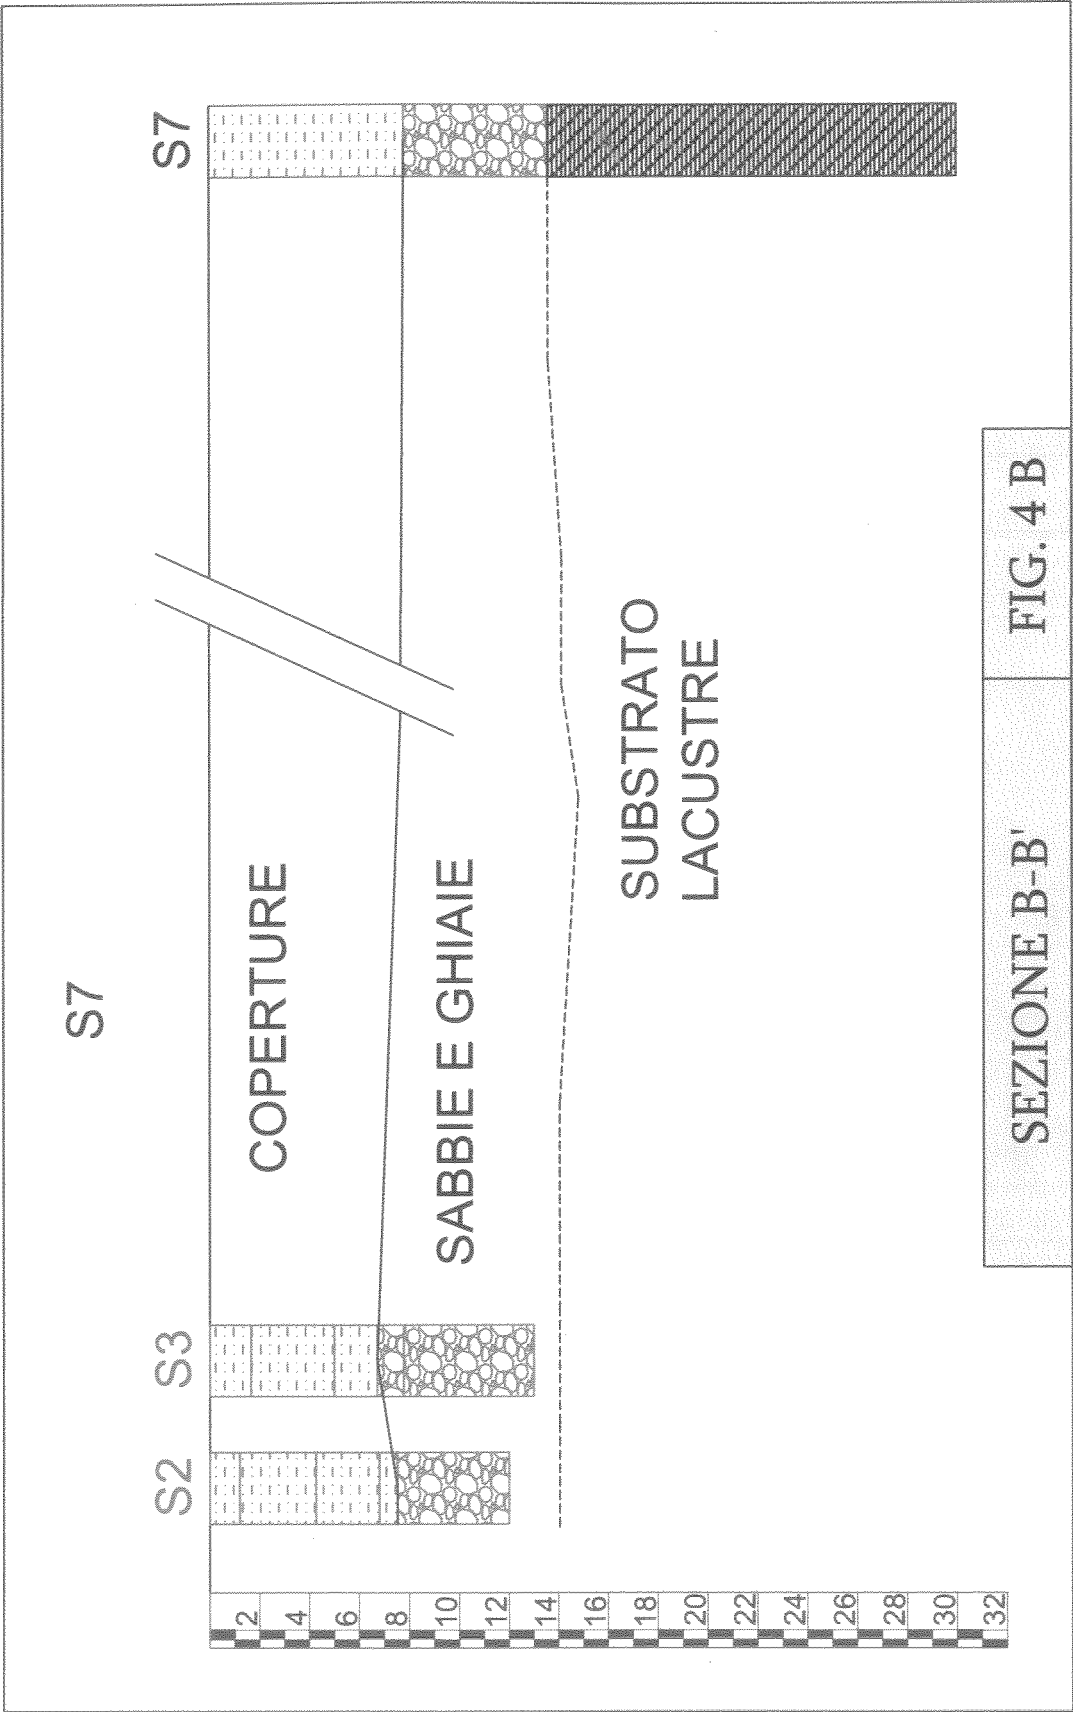 S7
S2
S3
S7
COPERTURE
SABBIE E GHIAIE
SUBSTRATO
LACUSTRE
2
4
6
8
10
12
14
16
18
20
22
24
26
28
30
32
SEZIONE B-B'
FIG. 4 B